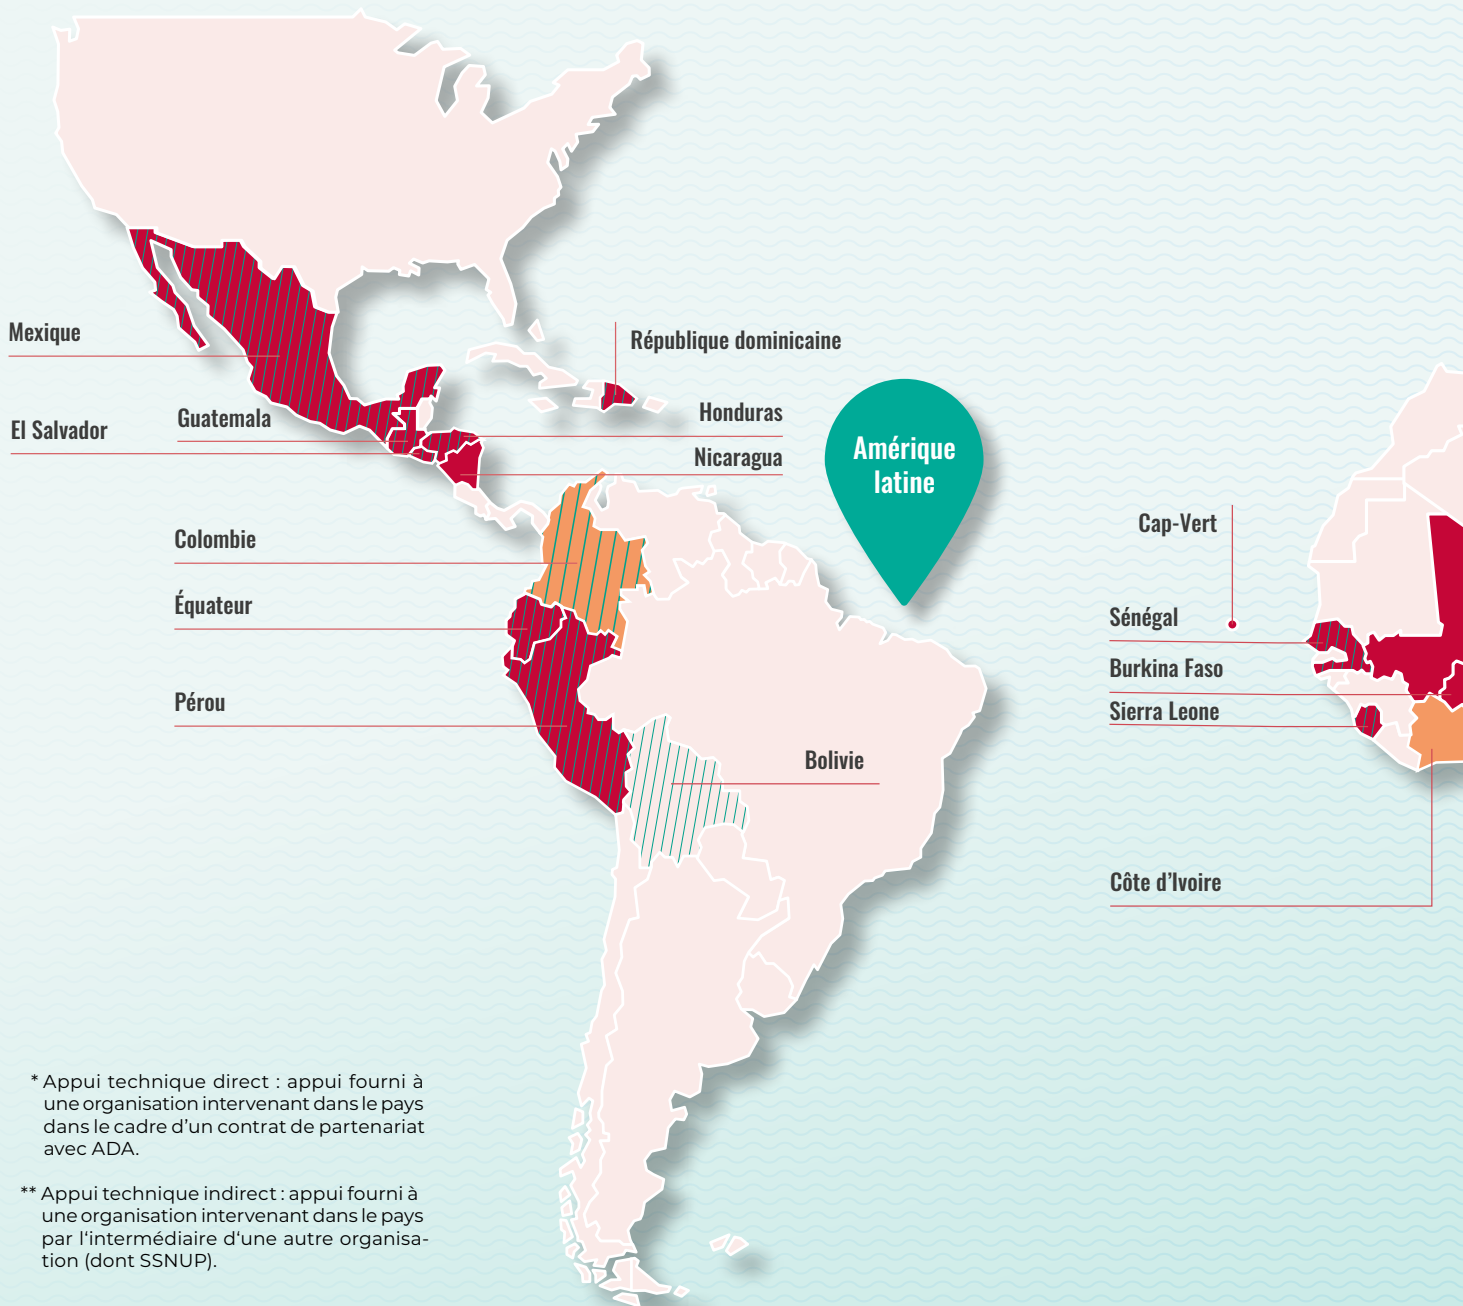 Mexique
République dominicaine
Guatemala
El Salvador
Honduras
Nicaragua
Amérique
latine
Colombie
Équateur
Pérou
Bolivie
Cap-Vert
Sénégal
Burkina Faso
Sierra Leone
Côte d'Ivoire
* Appui technique direct : appui fourni à
une organisation intervenant dans le pays
dans le cadre d'un contrat de partenariat
avec ADA.
** Appui technique indirect : appui fourni à
une organisation intervenant dans le pays
par l'intermédiaire d'une autre organisa-
tion (dont SSNUP).